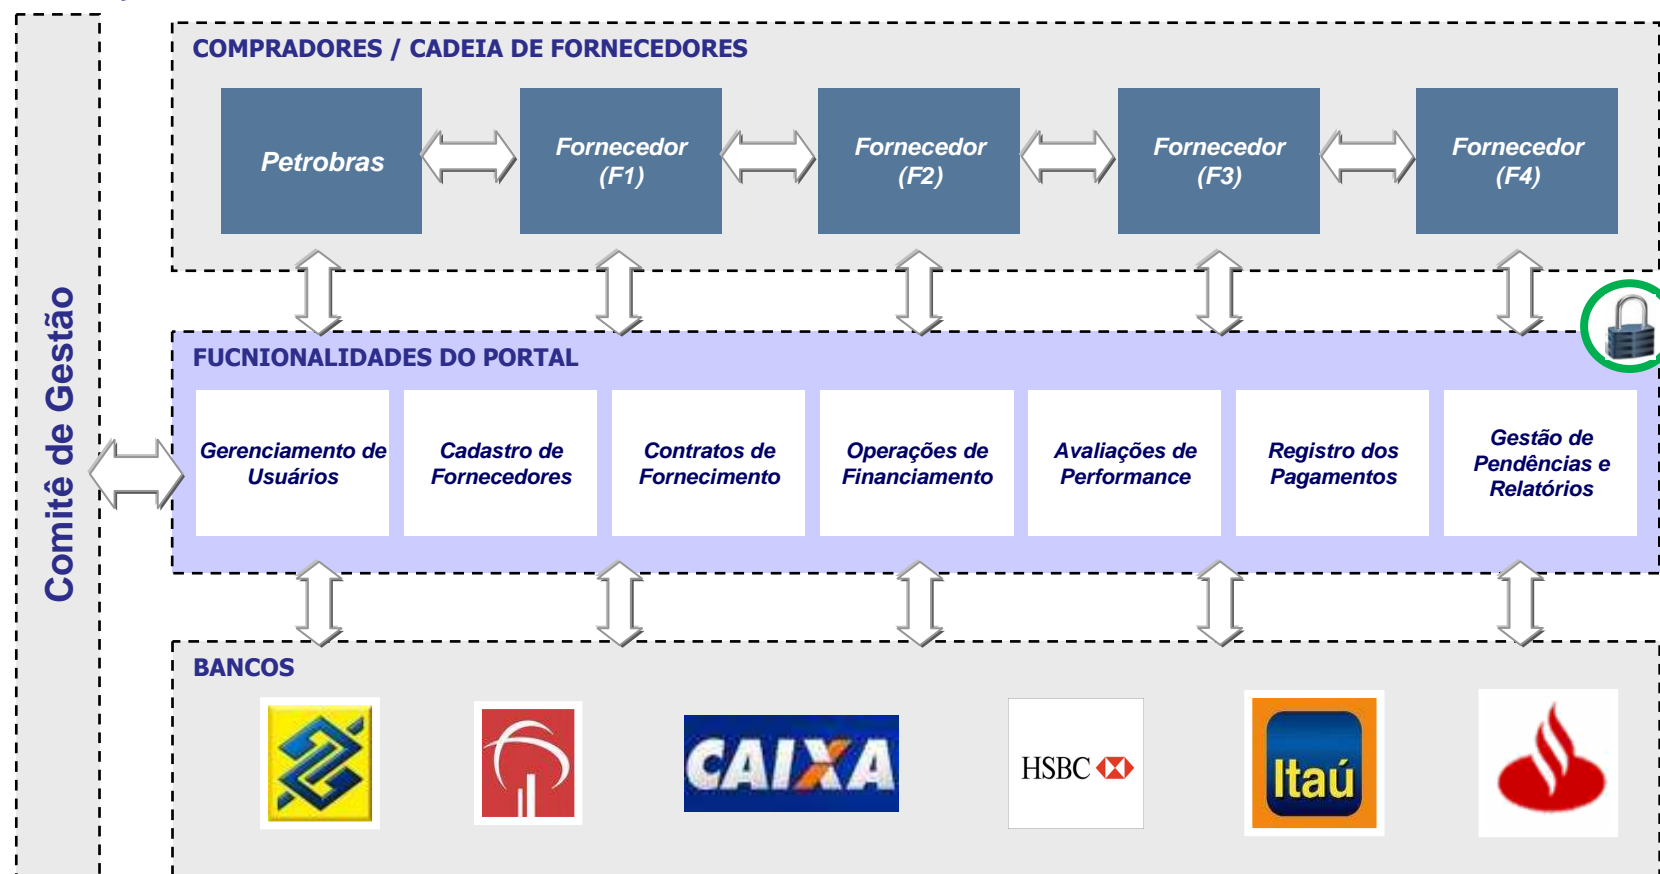 COMPRADORES / CADEIA DE FORNECEDORES
Petrobras
Fornecedor
(F1)
Fornecedor
(F2)
Fornecedor
(F3)
Fornecedor
(F4)
Comitê de Gestão
FUCNIONALIDADES DO PORTAL
Gerenciamento de
Usuários
Cadastro de
Fornecedores
Contratos de
Fornecimento
Operações de
Financiamento
Avaliações de
Performance
Registro dos
Pagamentos
Gestão de
Pendências e
Relatórios
BANCOS
CAIXA
HSBC
Itaú